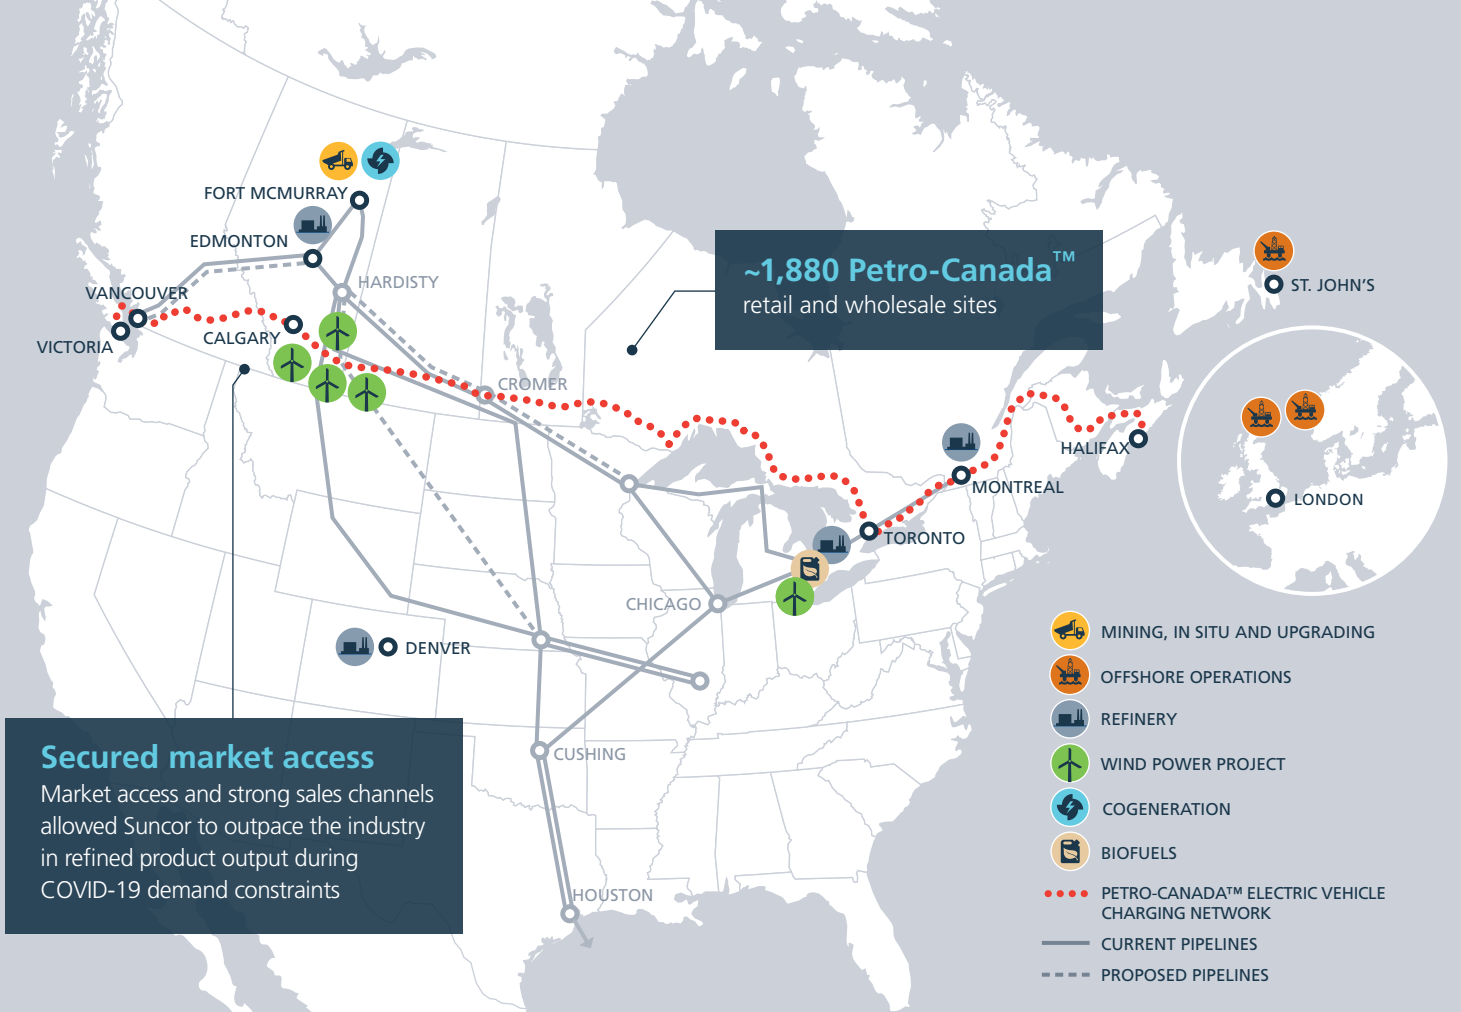 FORT MCMURRAY
EDMONTON
HARDISTY
VANCOUVER
VICTORIA
CALGARY
CROMER
~1,880 Petro-Canada™
retail and wholesale sites
ST. JOHN'S
HALIFAX
MONTREAL
TORONTO
LONDON
CHICAGO
DENVER
CUSHING
HOUSTON
Secured market access
Market access and strong sales channels
allowed Suncor to outpace the industry
in refined product output during
COVID-19 demand constraints
MINING, IN SITU AND UPGRADING
OFFSHORE OPERATIONS
REFINERY
WIND POWER PROJECT
COGENERATION
BIOFUELS
PETRO-CANADA™ ELECTRIC VEHICLE
CHARGING NETWORK
CURRENT PIPELINES
PROPOSED PIPELINES